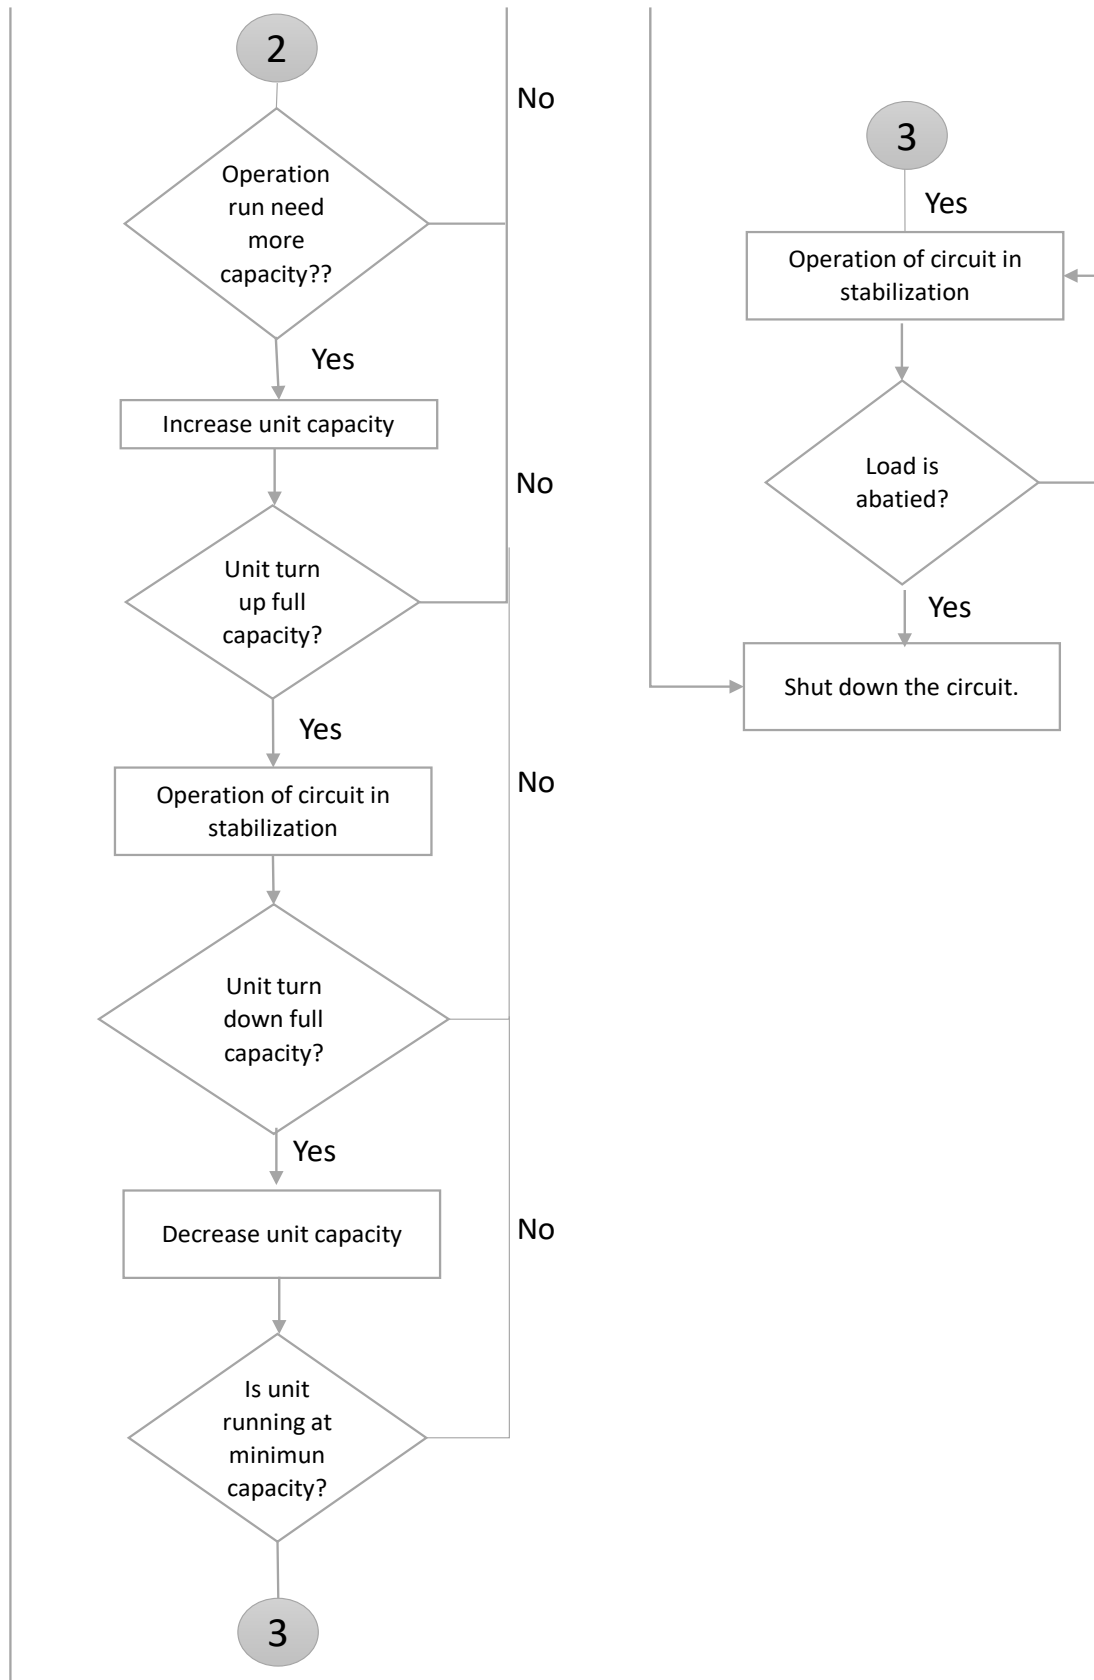 2
No
Operation
run need
more
capacity??
Yes
Increase unit capacity
No
Unit turn
up full
capacity?
Yes
No
Operation of circuit in
stabilization
Unit turn
down full
capacity?
Yes
No
Decrease unit capacity
Is unit
running at
minimun
capacity?
3
3
Yes
Operation of circuit in
stabilization
Load is
abatied?
Yes
Shut down the circuit.